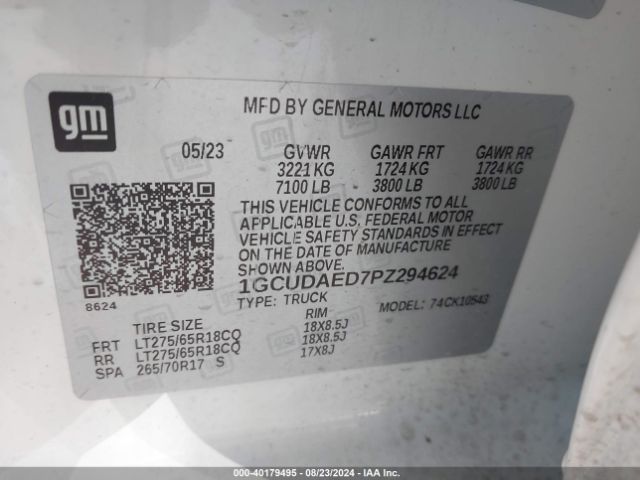 gm
MFD BY GENERAL MOTORS LLC
05/23 GVWR GAWR FRT GAWR RR
3221 KG 1724 KG 1724 KG
7100 LB 3800 LB 3800 LB
THIS VEHICLE CONFORMS TO ALL
APPLICABLE U.S. FEDERAL MOTOR
VEHICLE SAFETY STANDARDS IN EFFECT
ON THE DATE OF MANUFACTURE
SHOWN ABOVE.
8624
1GCUDAED7PZ294624
TYPE: TRUCK MODEL: 74CK10543
TIRE SIZE RIM
FRT LT275/65R18CQ 18X8.5J
RR LT275/65R18CQ 18X8.5J
SPA 265/70R17 S 17X8J
000-40179495 - 08/23/2024 - IAAI.COM